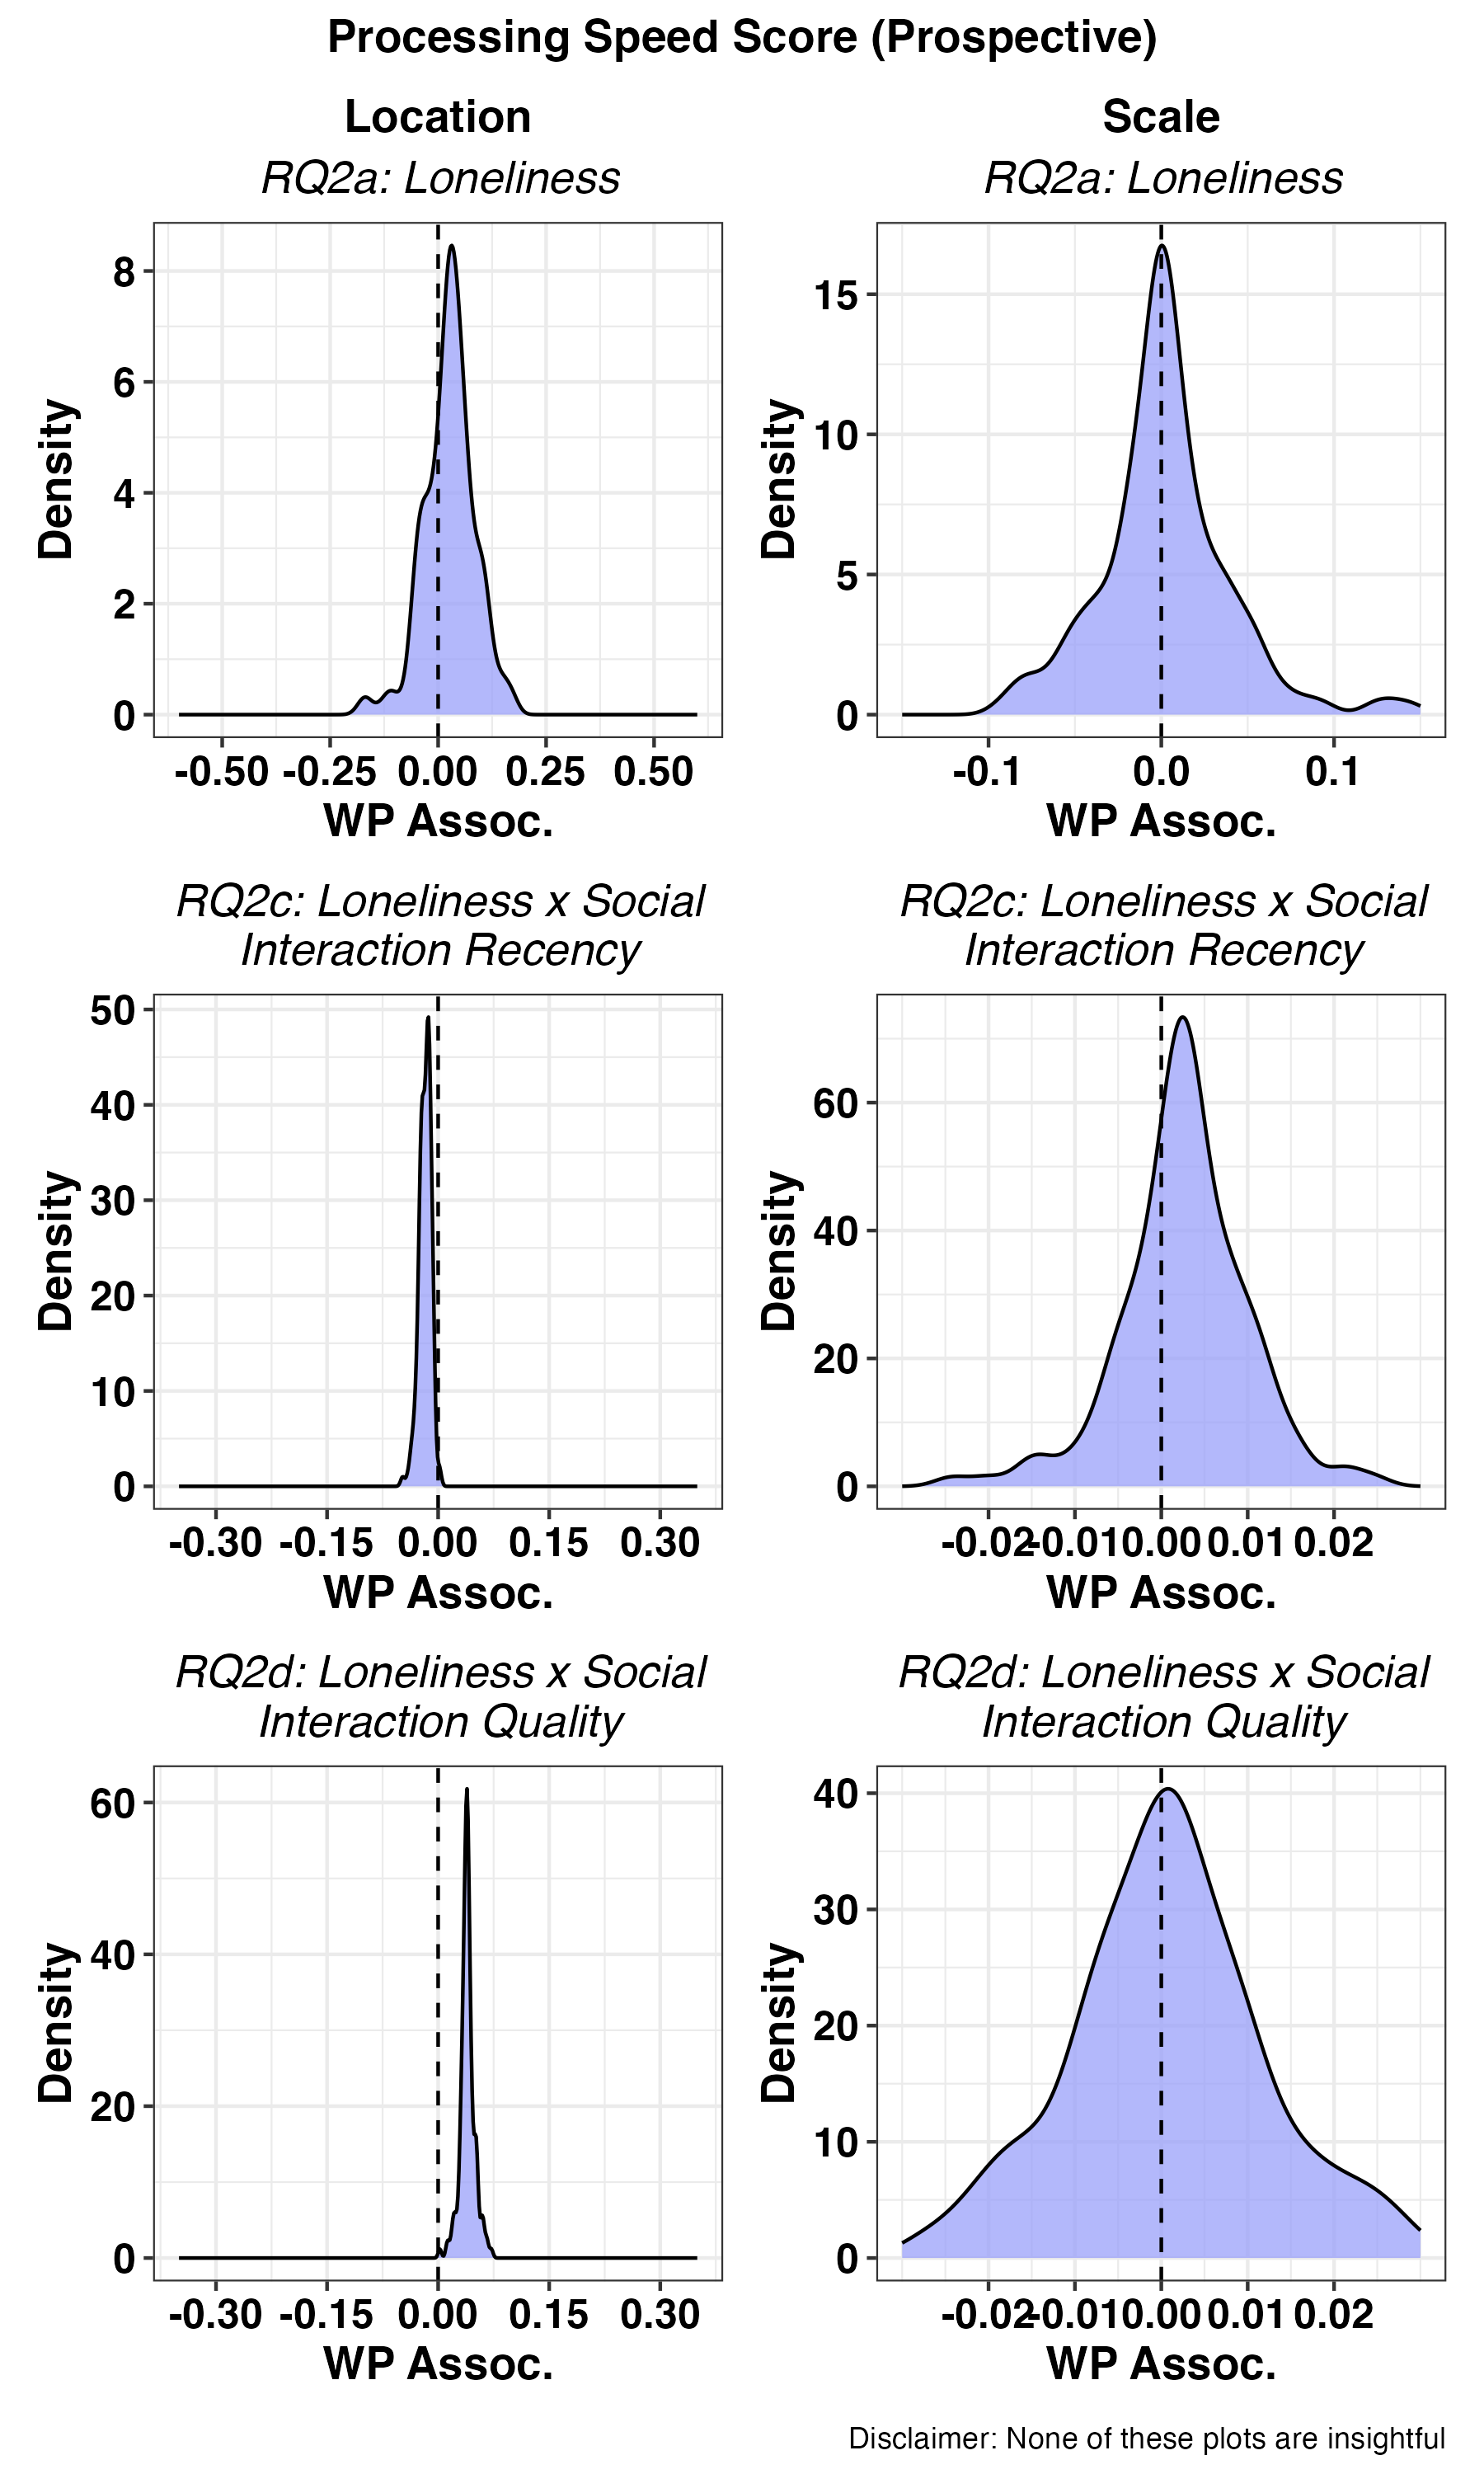 Processing Speed Score (Prospective)
Location
Scale
RQ2a: Loneliness
RQ2a: Loneliness
Density
8
6
4
2
0
-0.50 -0.25 0.00 0.25 0.50
WP Assoc.
Density
15
10
5
0
-0.1 0.0 0.1
WP Assoc.
RQ2c: Loneliness x Social
Interaction Recency
RQ2c: Loneliness x Social
Interaction Recency
Density
50
40
30
20
10
0
-0.30 -0.15 0.00 0.15 0.30
WP Assoc.
Density
60
40
20
0
-0.02 -0.01 0.00 0.01 0.02
WP Assoc.
RQ2d: Loneliness x Social
Interaction Quality
RQ2d: Loneliness x Social
Interaction Quality
Density
60
40
20
0
-0.30 -0.15 0.00 0.15 0.30
WP Assoc.
Density
40
30
20
10
0
-0.02 -0.01 0.00 0.01 0.02
WP Assoc.
Disclaimer: None of these plots are insightful